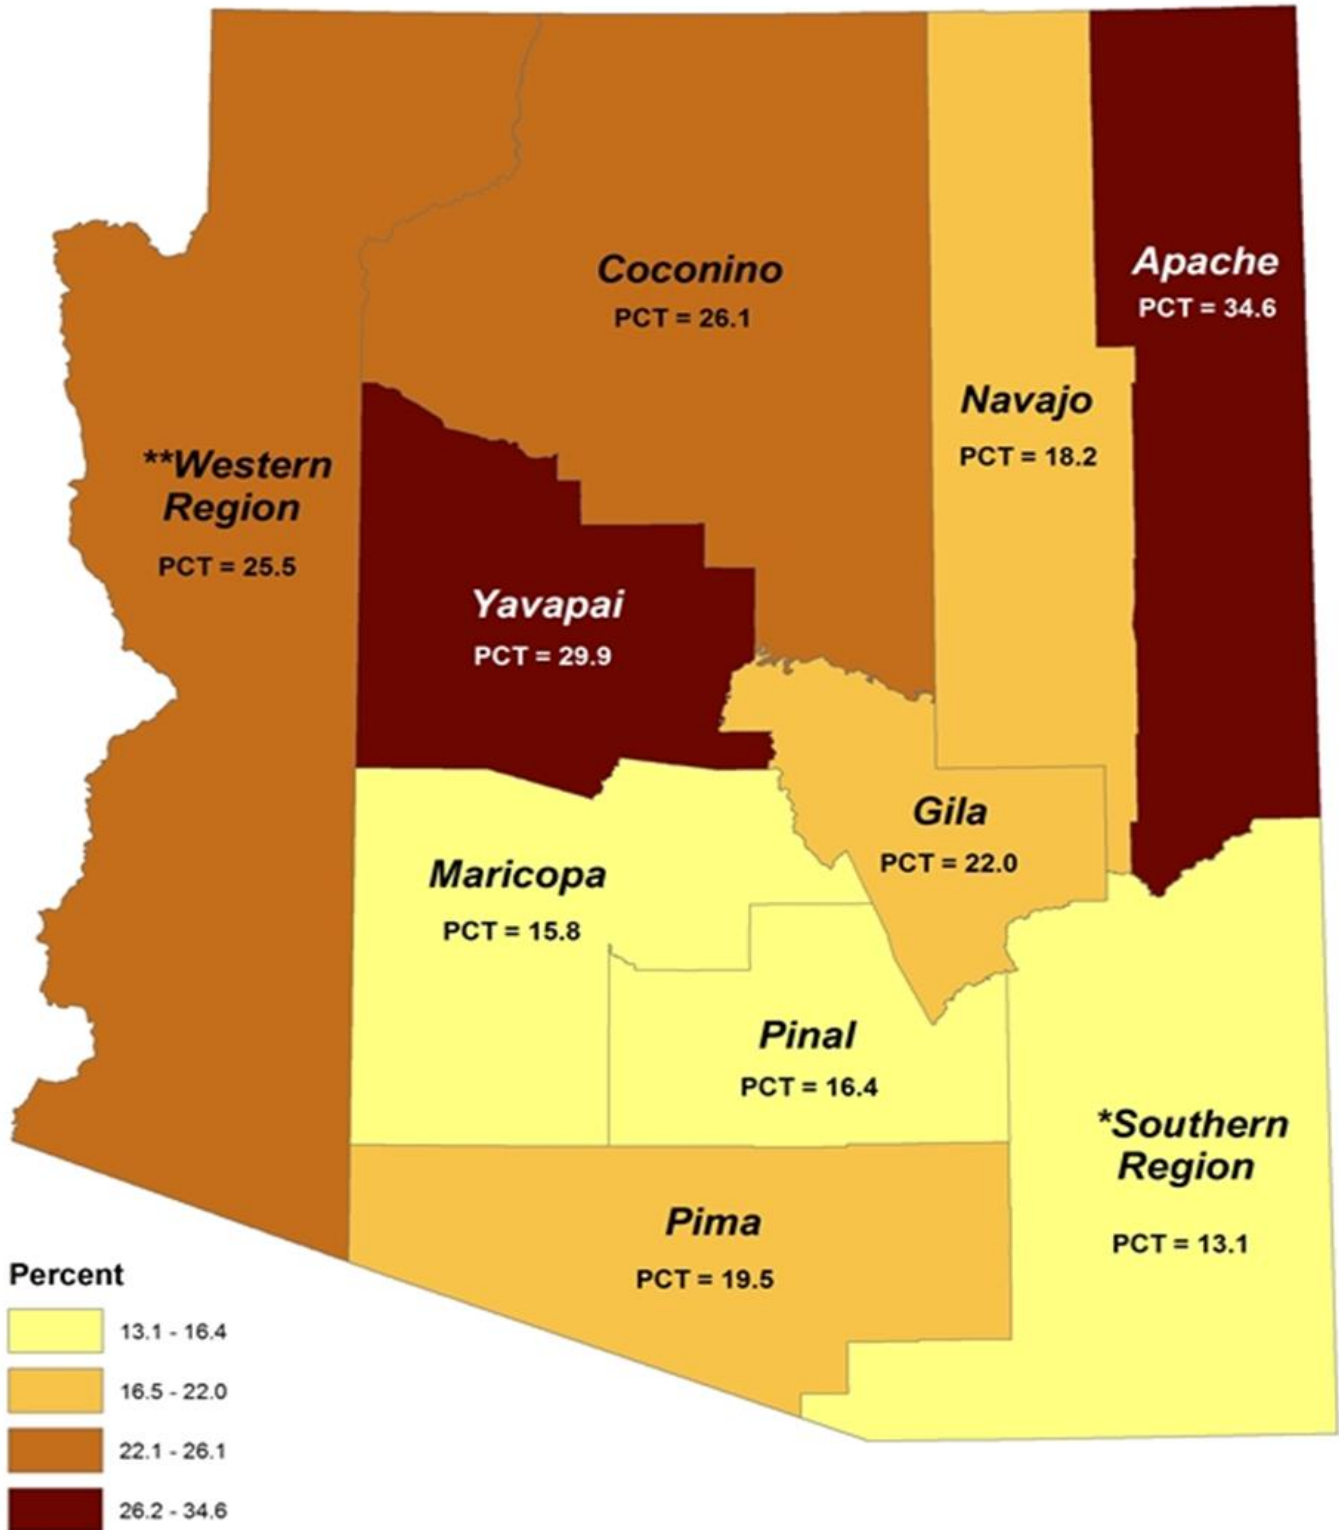 Coconino
PCT = 26.1
Apache
PCT = 34.6
Navajo
PCT = 18.2
**Western
Region
PCT = 25.5
Yavapai
PCT = 29.9
Gila
PCT = 22.0
Maricopa
PCT = 15.8
Pinal
PCT = 16.4
*Southern
Region
PCT = 13.1
Pima
PCT = 19.5
Percent
13.1 - 16.4
16.5 - 22.0
22.1 - 26.1
26.2 - 34.6